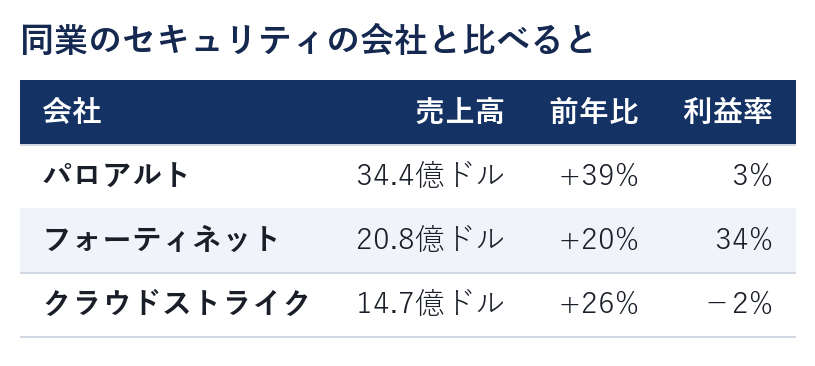 同業のセキュリティの会社と比べると
会社 売上高 前年比 利益率
パロアルト 34.4億ドル +39% 3%
フォーティネット 20.8億ドル +20% 34%
クラウドストライク 14.7億ドル +26% −2%